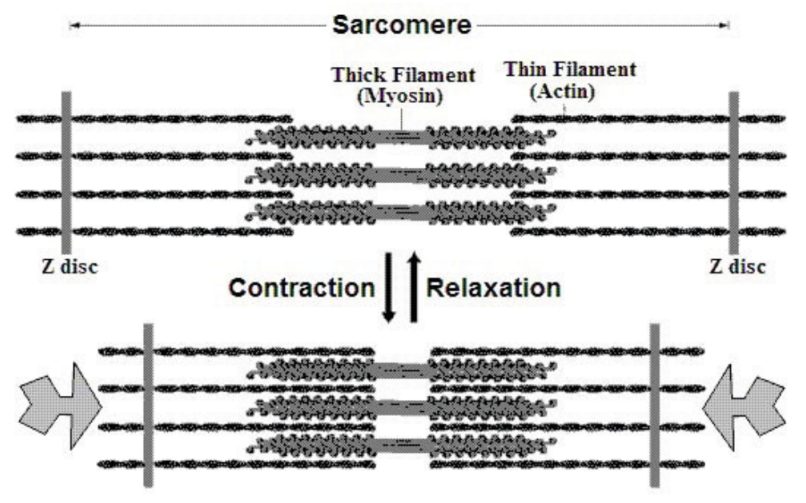 Sarcomere
Thick Filament
(Myosin)
Thin Filament
(Actin)
Z disc
Z disc
Contraction
Relaxation